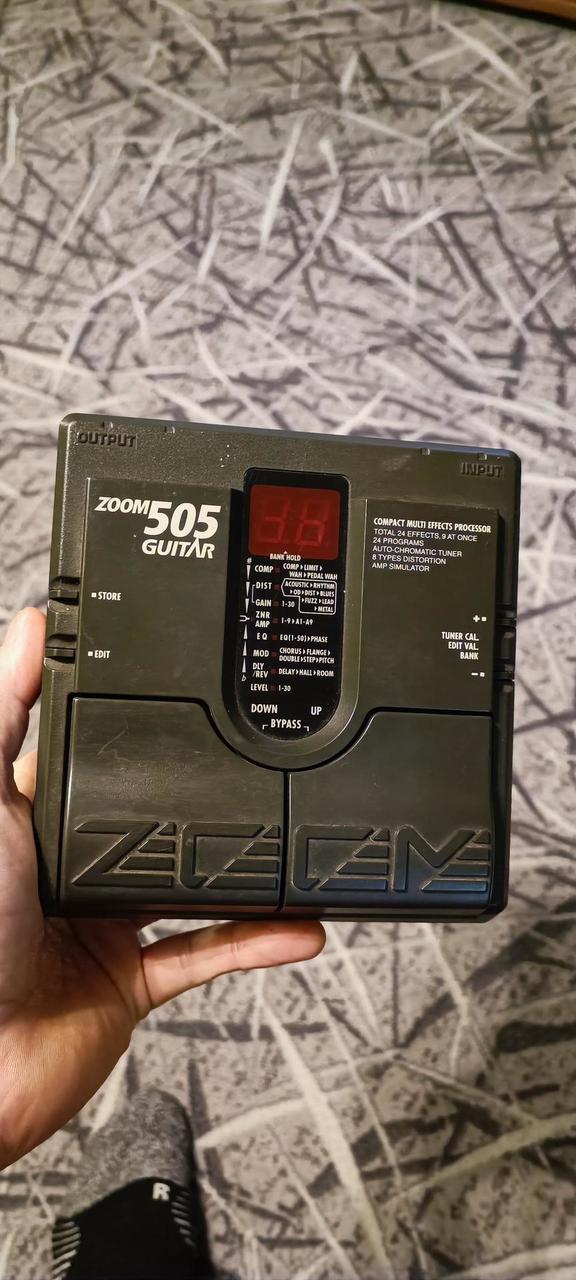 OUTPUT
INPUT
ZOOM 505
GUITAR
COMPACT MULTI EFFECTS PROCESSOR
TOTAL 24 EFFECTS, 9 AT ONCE
24 PROGRAMS
AUTO-CHROMATIC TUNER
8 TYPES DISTORTION
AMP SIMULATOR
BANK HOLD
#
COMP COMP LIMIT
WAH PEDAL WAH
DIST ACOUSTIC RHYTHM
OD DIST BLUES
FUZZ LEAD
METAL
GAIN 1-30
ZNR
AMP 1-9 A1-A9
EQ EQ(1-50) PHASE
MOD CHORUS FLANGE
DOUBLE STEP PITCH
DLY
/REV DELAY HALL ROOM
b
LEVEL 1-30
DOWN UP
BYPASS
STORE
EDIT
+
TUNER CAL.
EDIT VAL.
BANK
−
ZOOM
R